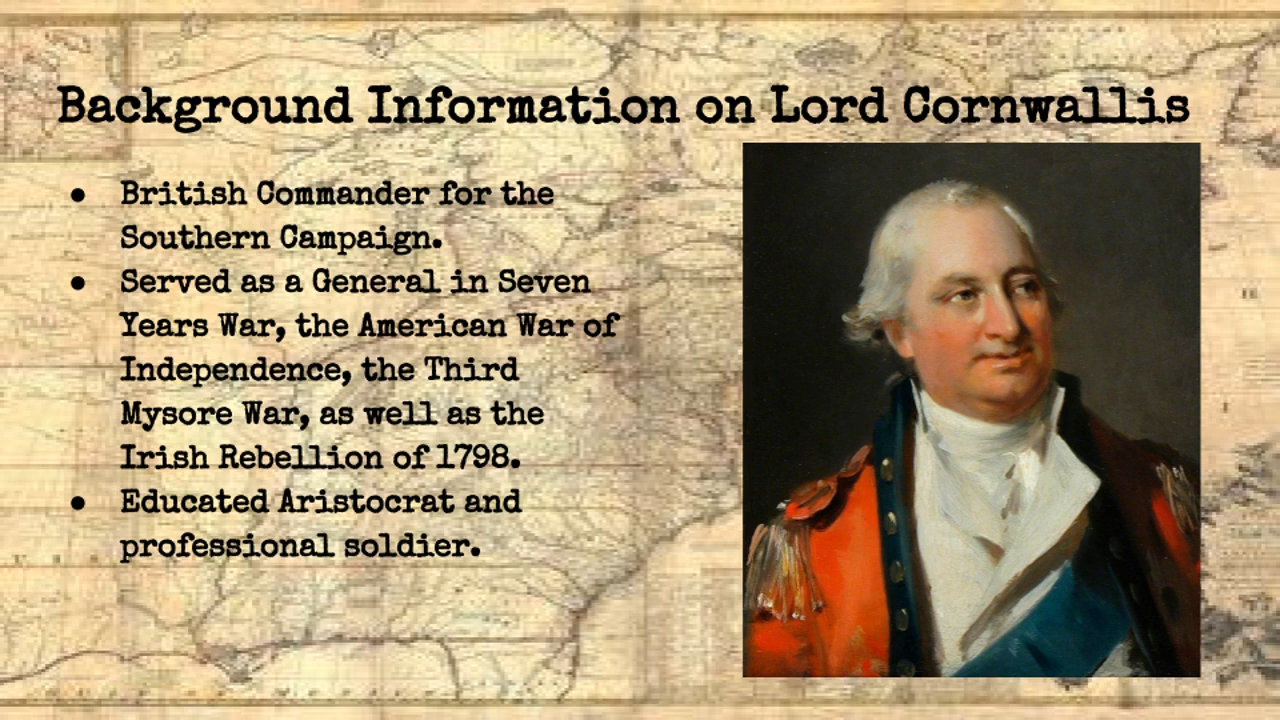 Background Information on Lord Cornwallis
● British Commander for the
Southern Campaign.
● Served as a General in Seven
Years War, the American War of
Independence, the Third
Mysore War, as well as the
Irish Rebellion of 1798.
● Educated Aristocrat and
professional soldier.